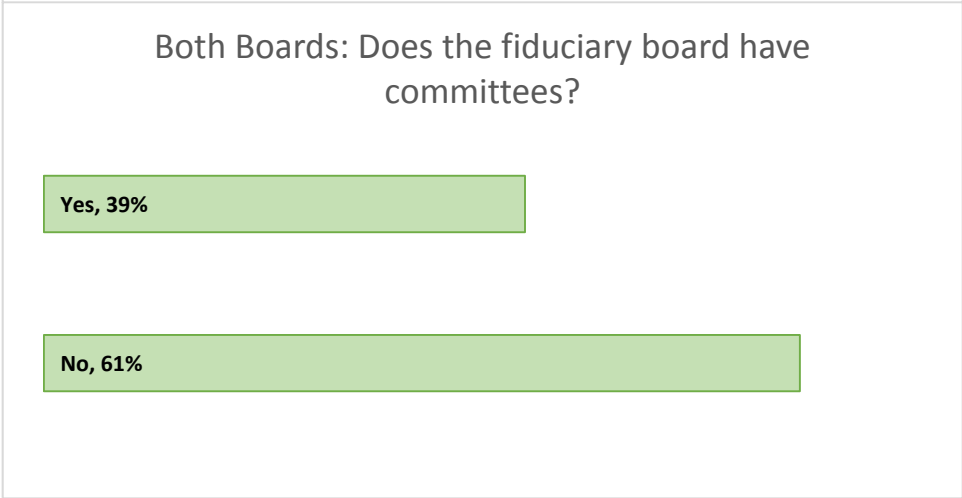 Both Boards: Does the fiduciary board have
committees?
Yes, 39%
No, 61%